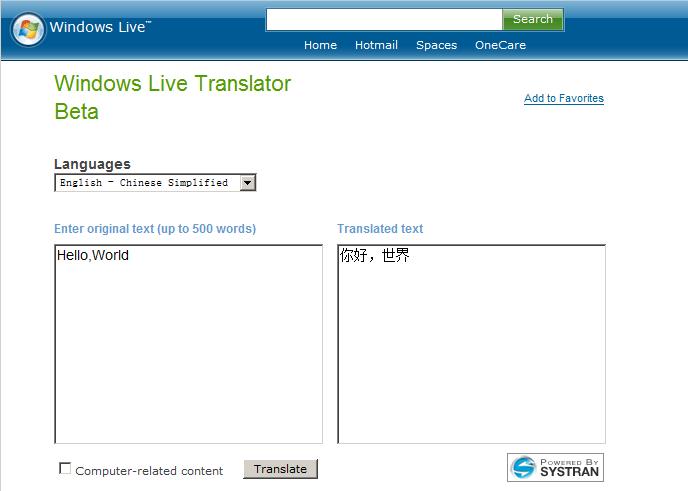 Windows Live™
Search
Home Hotmail Spaces OneCare
Windows Live Translator
Beta
Add to Favorites
Languages
English - Chinese Simplified
Enter original text (up to 500 words) Translated text
Hello,World 你好，世界
Computer-related content Translate POWERED BY
SYSTRAN